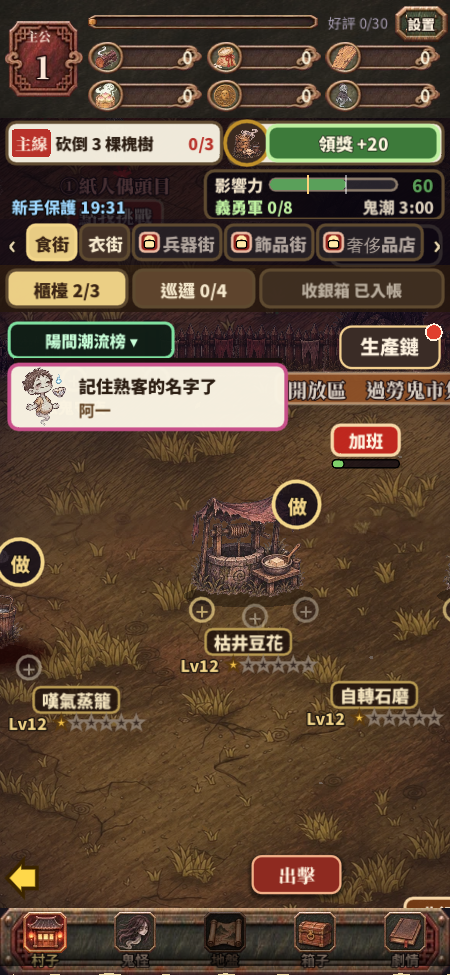 主公
1
好評 0/30
設置
0
0
0
0
0
0
主線 砍倒 3 棵槐樹 0/3
領獎 +20
紙人偶頭目
挑戰
新手保護 19:31
影響力 60
義勇軍 0/8
鬼潮 3:00
‹ 食街 衣街 兵器街 飾品街 奢侈品店 ›
櫃檯 2/3
巡邏 0/4
收銀箱 已入帳
陽間潮流榜 ▾
生產鏈
記住熟客的名字了
阿一
開放區 過勞鬼市
加班
做
做
枯井豆花
Lv12
嘆氣蒸籠
Lv12
自轉石磨
Lv12
出擊
村子
鬼怪
地盤
箱子
劇情